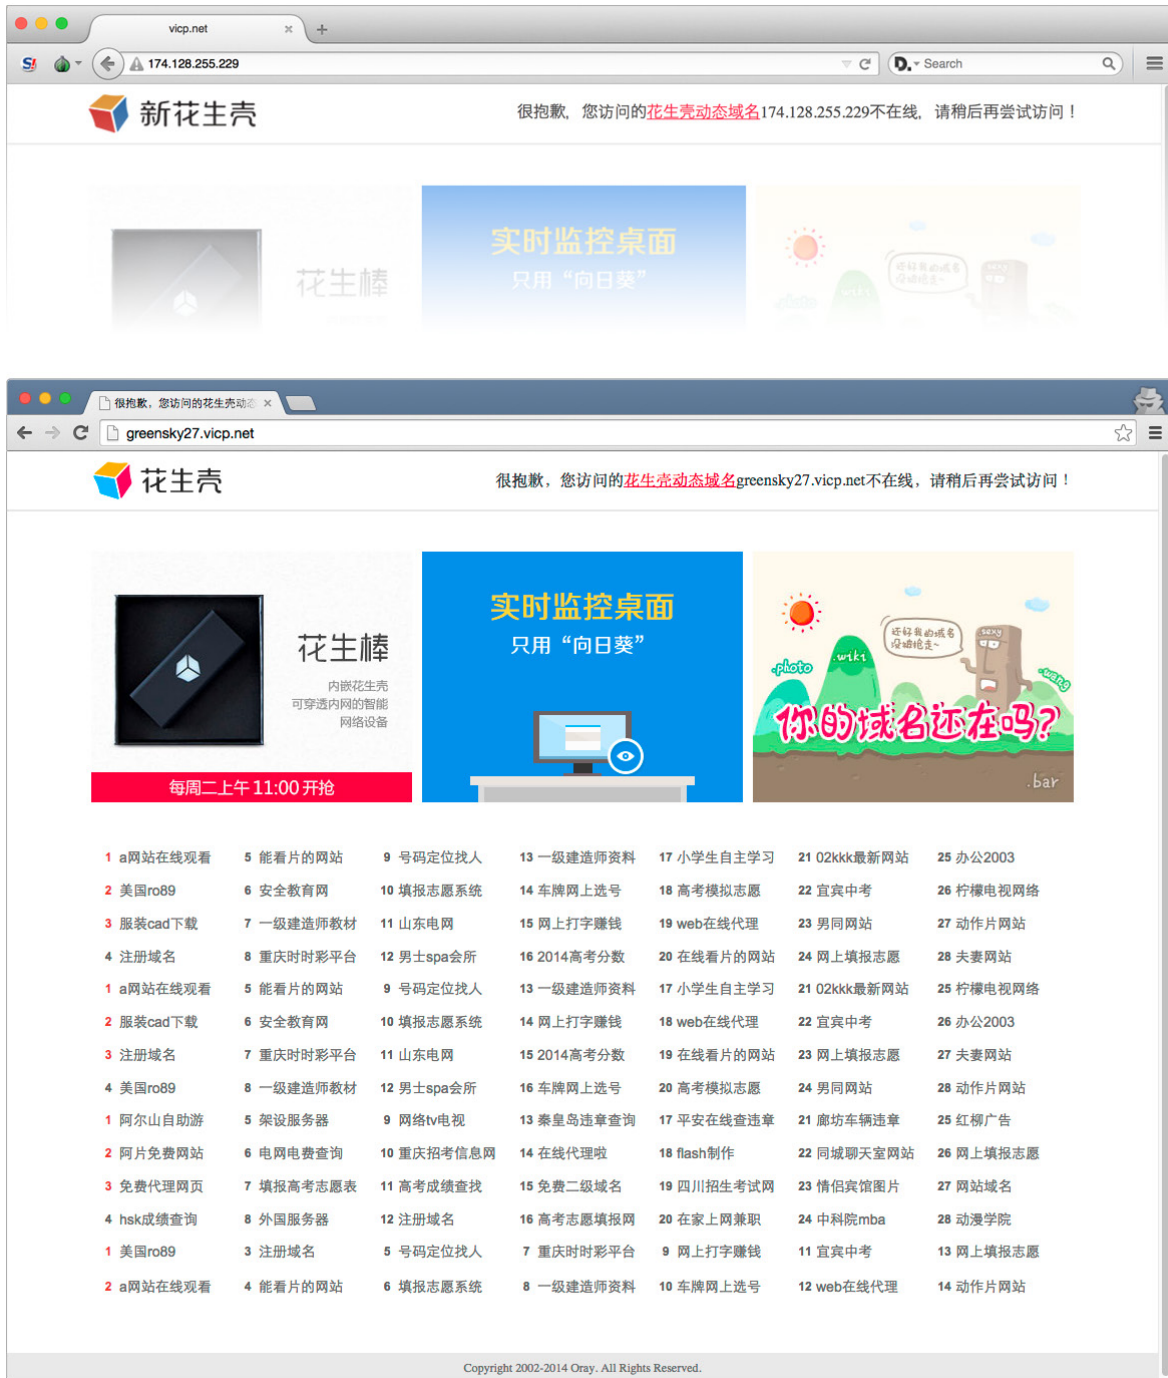 vicp.net
174.128.255.229
Search
新花生壳
很抱歉，您访问的花生壳动态域名174.128.255.229不在线，请稍后再尝试访问！
花生棒
实时监控桌面
只用“向日葵”
还好我的域名
没被抢走~
sexy
.photo
.wiki
很抱歉，您访问的花生壳动态
greensky27.vicp.net
花生壳
很抱歉，您访问的花生壳动态域名greensky27.vicp.net不在线，请稍后再尝试访问！
花生棒
内嵌花生壳
可穿透内网的智能
网络设备
每周二上午 11:00 开抢
实时监控桌面
只用“向日葵”
还好我的域名
没被抢走~
sexy
.photo
.wiki
.wang
你的域名还在吗?
.bar
1 a网站在线观看 5 能看片的网站 9 号码定位找人 13 一级建造师资料 17 小学生自主学习 21 02kkk最新网站 25 办公2003
2 美国ro89 6 安全教育网 10 填报志愿系统 14 车牌网上选号 18 高考模拟志愿 22 宜宾中考 26 柠檬电视网络
3 服装cad下载 7 一级建造师教材 11 山东电网 15 网上打字赚钱 19 web在线代理 23 男同网站 27 动作片网站
4 注册域名 8 重庆时时彩平台 12 男士spa会所 16 2014高考分数 20 在线看片的网站 24 网上填报志愿 28 夫妻网站
1 a网站在线观看 5 能看片的网站 9 号码定位找人 13 一级建造师资料 17 小学生自主学习 21 02kkk最新网站 25 柠檬电视网络
2 服装cad下载 6 安全教育网 10 填报志愿系统 14 网上打字赚钱 18 web在线代理 22 宜宾中考 26 办公2003
3 注册域名 7 重庆时时彩平台 11 山东电网 15 2014高考分数 19 在线看片的网站 23 网上填报志愿 27 夫妻网站
4 美国ro89 8 一级建造师教材 12 男士spa会所 16 车牌网上选号 20 高考模拟志愿 24 男同网站 28 动作片网站
1 阿尔山自助游 5 架设服务器 9 网络tv电视 13 秦皇岛违章查询 17 平安在线查违章 21 廊坊车辆违章 25 红柳广告
2 阿片免费网站 6 电网电费查询 10 重庆招考信息网 14 在线代理啦 18 flash制作 22 同城聊天室网站 26 网上填报志愿
3 免费代理网页 7 填报高考志愿表 11 高考成绩查找 15 免费二级域名 19 四川招生考试网 23 情侣宾馆图片 27 网站域名
4 hsk成绩查询 8 外国服务器 12 注册域名 16 高考志愿填报网 20 在家上网兼职 24 中科院mba 28 动漫学院
1 美国ro89 3 注册域名 5 号码定位找人 7 重庆时时彩平台 9 网上打字赚钱 11 宜宾中考 13 网上填报志愿
2 a网站在线观看 4 能看片的网站 6 填报志愿系统 8 一级建造师资料 10 车牌网上选号 12 web在线代理 14 动作片网站
Copyright 2002-2014 Oray. All Rights Reserved.